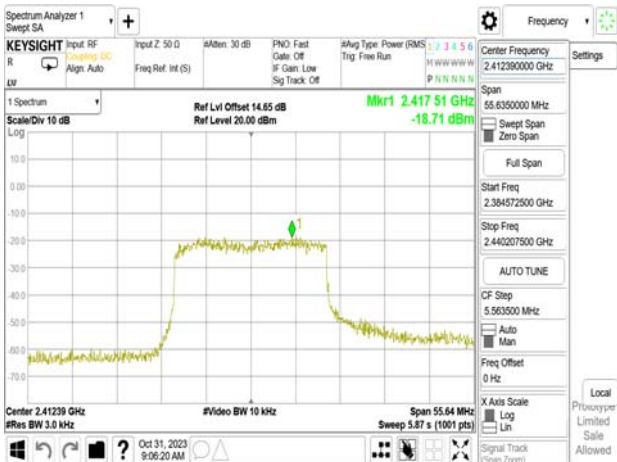 Spectrum Analyzer 1
Swept SA
+
Frequency
KEYSIGHT
R
Input: RF
Coupling: DC
Align: Auto
Input Z: 50 Ω
Freq Ref: Int (S)
#Atten: 30 dB
PNO: Fast
Gate: Off
IF Gain: Low
Sig Track: Off
#Avg Type: Power (RMS
Trig: Free Run
1 2 3 4 5 6
M W W W W W
P N N N N N
1 Spectrum
Scale/Div 10 dB
Ref Lvl Offset 14.65 dB
Ref Level 20.00 dBm
Mkr1 2.417 51 GHz
-18.71 dBm
Log
10.0
0.00
-10.0
-20.0
-30.0
-40.0
-50.0
-60.0
-70.0
1
Center 2.41239 GHz
#Res BW 3.0 kHz
#Video BW 10 kHz
Span 55.64 MHz
Sweep 5.87 s (1001 pts)
Oct 31, 2023
9:06:20 AM
?
Center Frequency
2.412390000 GHz
Settings
Span
55.6350000 MHz
Swept Span
Zero Span
Full Span
Start Freq
2.384572500 GHz
Stop Freq
2.440207500 GHz
AUTO TUNE
CF Step
5.563500 MHz
Auto
Man
Freq Offset
0 Hz
X Axis Scale
Log
Lin
Signal Track
(Span Zoom)
Local
Prototype
Limited
Sale
Allowed